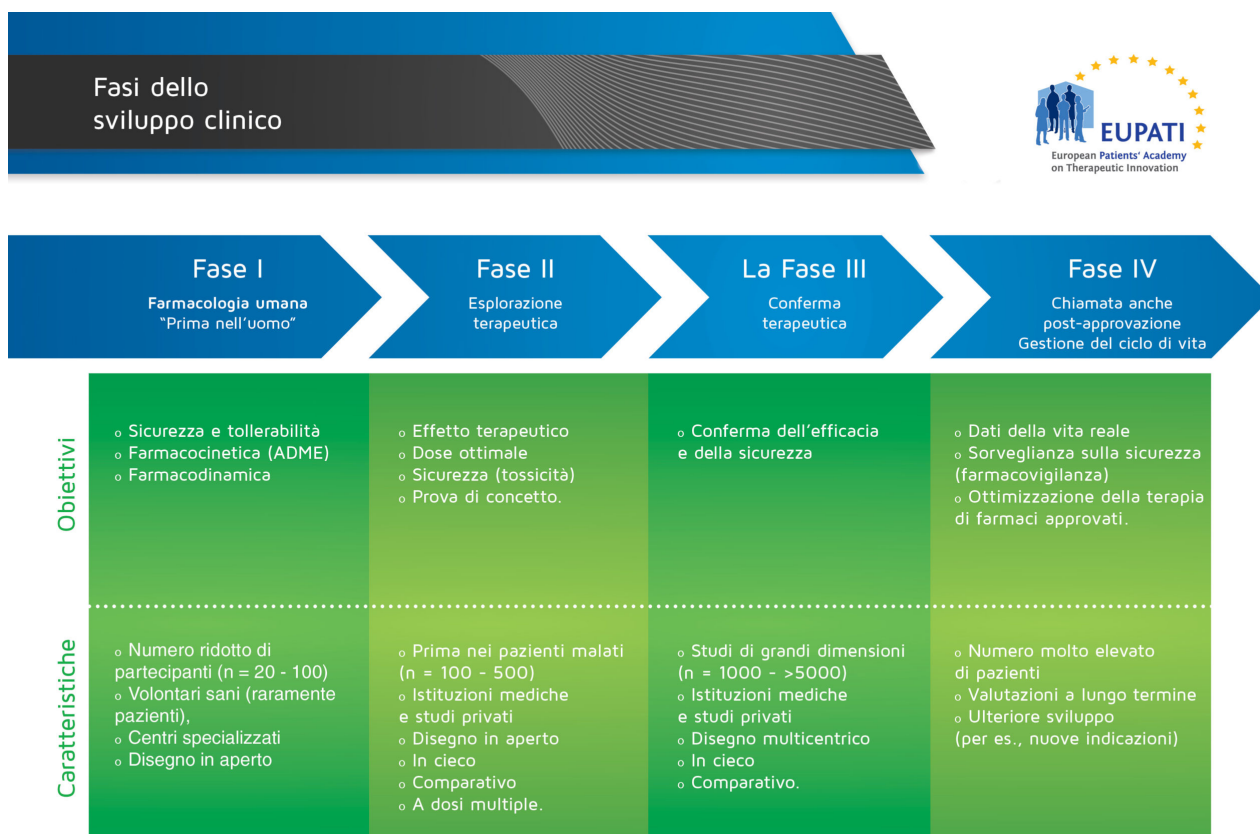 Fasi dello
sviluppo clinico
EUPATI
European Patients' Academy
on Therapeutic Innovation
Fase I
Farmacologia umana
"Prima nell'uomo"
Fase II
Esplorazione
terapeutica
La Fase III
Conferma
terapeutica
Fase IV
Chiamata anche
post-approvazione
Gestione del ciclo di vita
Obiettivi
o Sicurezza e tollerabilità
o Farmacocinetica (ADME)
o Farmacodinamica
o Effetto terapeutico
o Dose ottimale
o Sicurezza (tossicità)
o Prova di concetto.
o Conferma dell'efficacia
e della sicurezza
o Dati della vita reale
o Sorveglianza sulla sicurezza
(farmacovigilanza)
o Ottimizzazione della terapia
di farmaci approvati.
Caratteristiche
o Numero ridotto di
partecipanti (n = 20 - 100)
o Volontari sani (raramente
pazienti),
o Centri specializzati
o Disegno in aperto
o Prima nei pazienti malati
(n = 100 - 500)
o Istituzioni mediche
e studi privati
o Disegno in aperto
o In cieco
o Comparativo
o A dosi multiple.
o Studi di grandi dimensioni
(n = 1000 - >5000)
o Istituzioni mediche
e studi privati
o Disegno multicentrico
o In cieco
o Comparativo.
o Numero molto elevato
di pazienti
o Valutazioni a lungo termine
o Ulteriore sviluppo
(per es., nuove indicazioni)